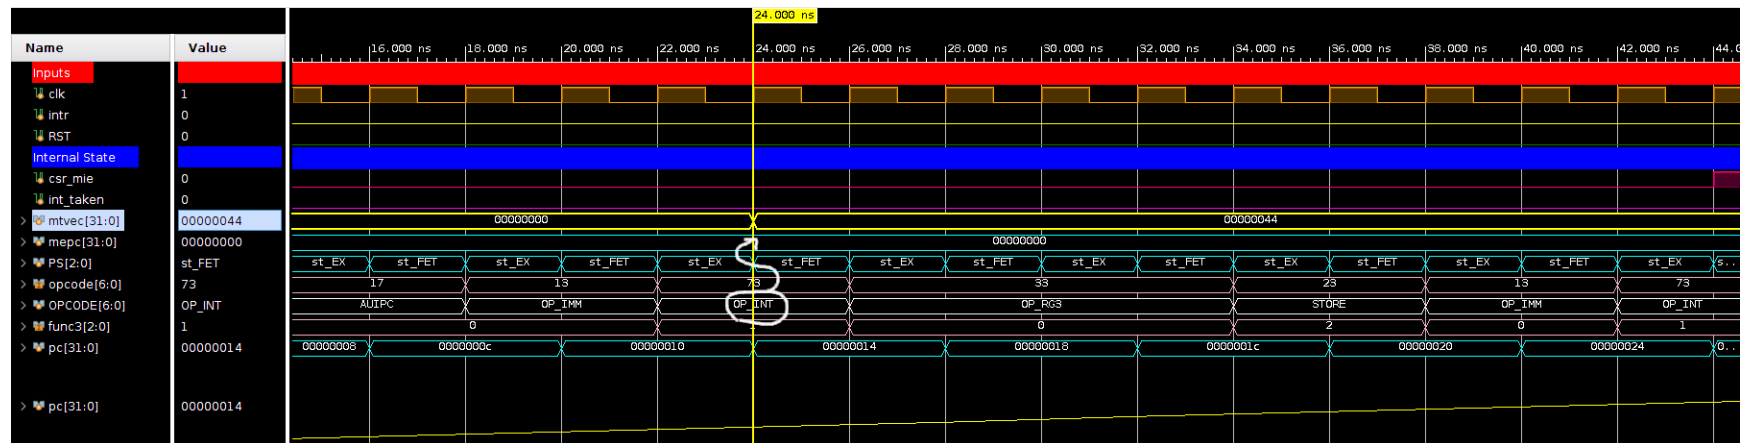 24.000 ns
Name Value 16.000 ns 18.000 ns 20.000 ns 22.000 ns 24.000 ns 26.000 ns 28.000 ns 30.000 ns 32.000 ns 34.000 ns 36.000 ns 38.000 ns 40.000 ns 42.000 ns 44.0
Inputs
clk 1
intr 0
RST 0
Internal State
csr_mie 0
int_taken 0
mtvec[31:0] 00000044 00000000 00000044
mepc[31:0] 00000000 00000000
PS[2:0] st_FET st_EX st_FET st_EX st_FET st_EX st_FET st_EX st_FET st_EX st_FET st_EX st_FET st_EX st_FET st_EX s..
opcode[6:0] 73 17 13 73 33 23 13 73
OPCODE[6:0] OP_INT AUIPC OP_IMM OP_INT OP_RG3 STORE OP_IMM OP_INT
func3[2:0] 1 0 1 0 2 0 1
pc[31:0] 00000014 00000008 0000000c 00000010 00000014 00000018 0000001c 00000020 00000024 0..
pc[31:0] 00000014